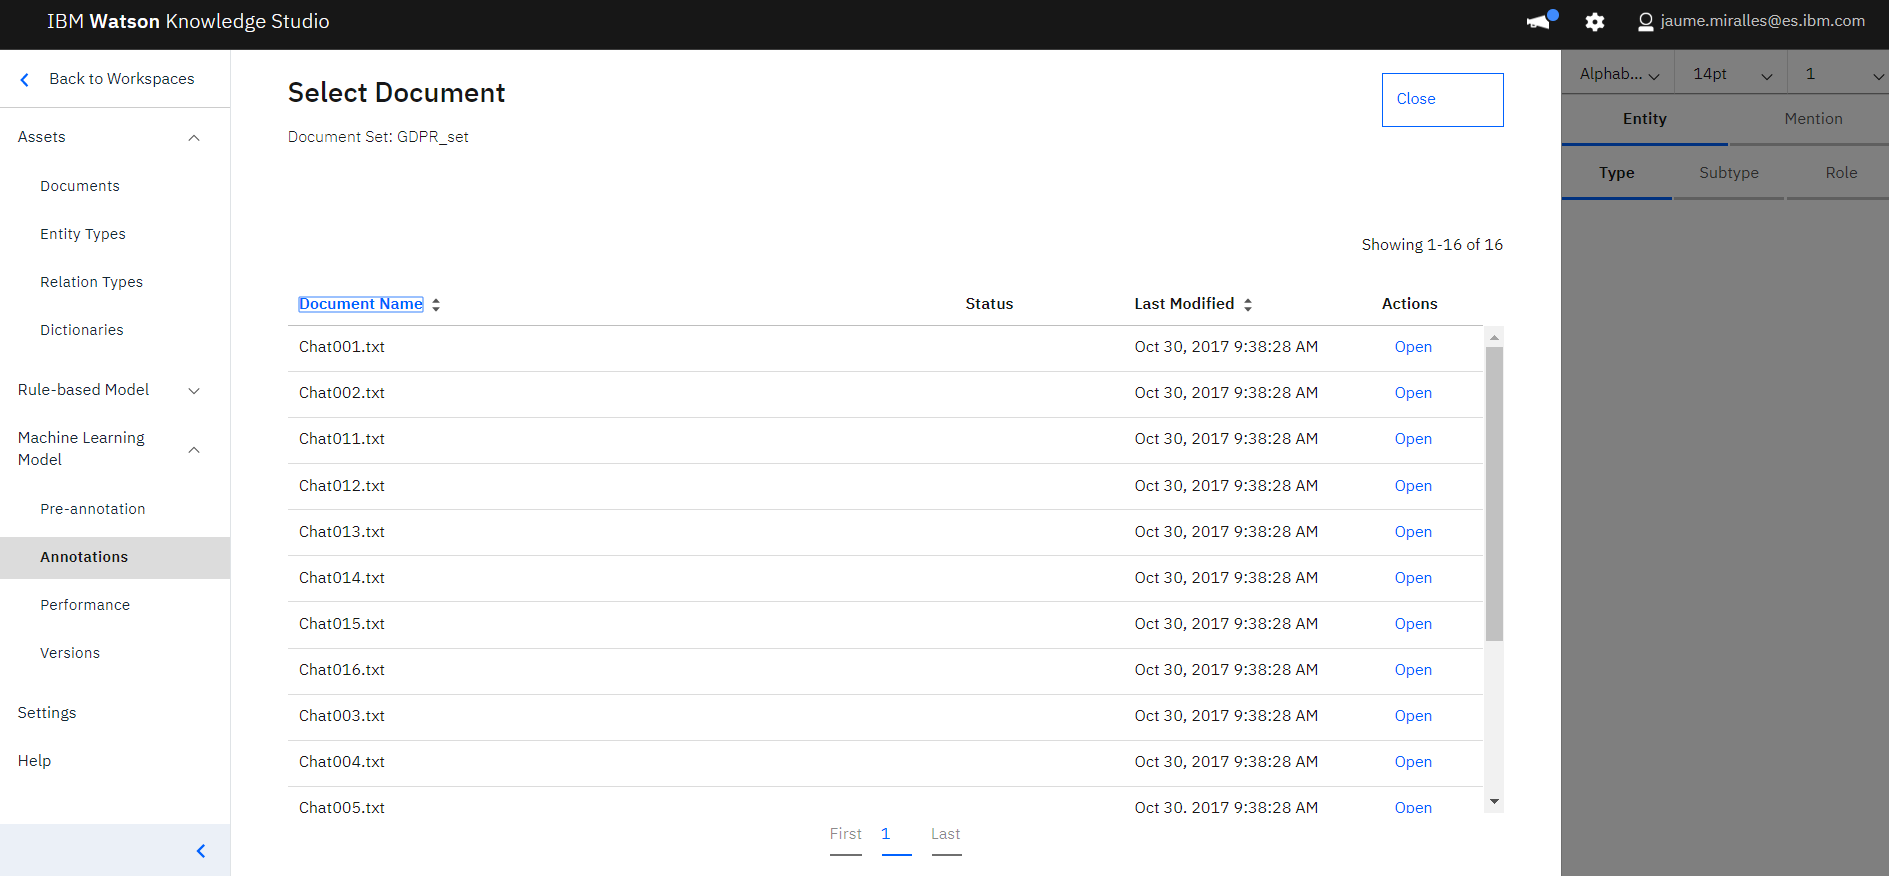 IBM Watson Knowledge Studio
jaume.miralles@es.ibm.com
Back to Workspaces
Assets
Documents
Entity Types
Relation Types
Dictionaries
Rule-based Model
Machine Learning
Model
Pre-annotation
Annotations
Performance
Versions
Settings
Help
Select Document
Close
Document Set: GDPR_set
Showing 1-16 of 16
Document Name Status Last Modified Actions
Chat001.txt Oct 30, 2017 9:38:28 AM Open
Chat002.txt Oct 30, 2017 9:38:28 AM Open
Chat011.txt Oct 30, 2017 9:38:28 AM Open
Chat012.txt Oct 30, 2017 9:38:28 AM Open
Chat013.txt Oct 30, 2017 9:38:28 AM Open
Chat014.txt Oct 30, 2017 9:38:28 AM Open
Chat015.txt Oct 30, 2017 9:38:28 AM Open
Chat016.txt Oct 30, 2017 9:38:28 AM Open
Chat003.txt Oct 30, 2017 9:38:28 AM Open
Chat004.txt Oct 30, 2017 9:38:28 AM Open
Chat005.txt Oct 30, 2017 9:38:28 AM Open
First 1 Last
Alphab... 14pt 1
Entity Mention
Type Subtype Role